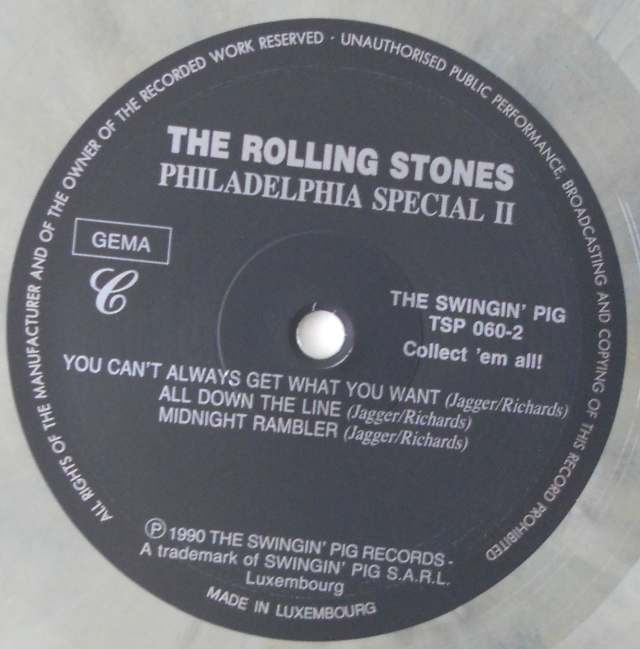 ALL RIGHTS OF THE MANUFACTURER AND OF THE OWNER OF THE RECORDED WORK RESERVED · UNAUTHORISED PUBLIC PERFORMANCE, BROADCASTING AND COPYING OF THIS RECORD PROHIBITED
THE ROLLING STONES
PHILADELPHIA SPECIAL II
GEMA
C
THE SWINGIN' PIG
TSP 060-2
Collect 'em all!
YOU CAN'T ALWAYS GET WHAT YOU WANT (Jagger/Richards)
ALL DOWN THE LINE (Jagger/Richards)
MIDNIGHT RAMBLER (Jagger/Richards)
Ⓟ 1990 THE SWINGIN' PIG RECORDS -
A trademark of SWINGIN' PIG S.A.R.L.
Luxembourg
MADE IN LUXEMBOURG